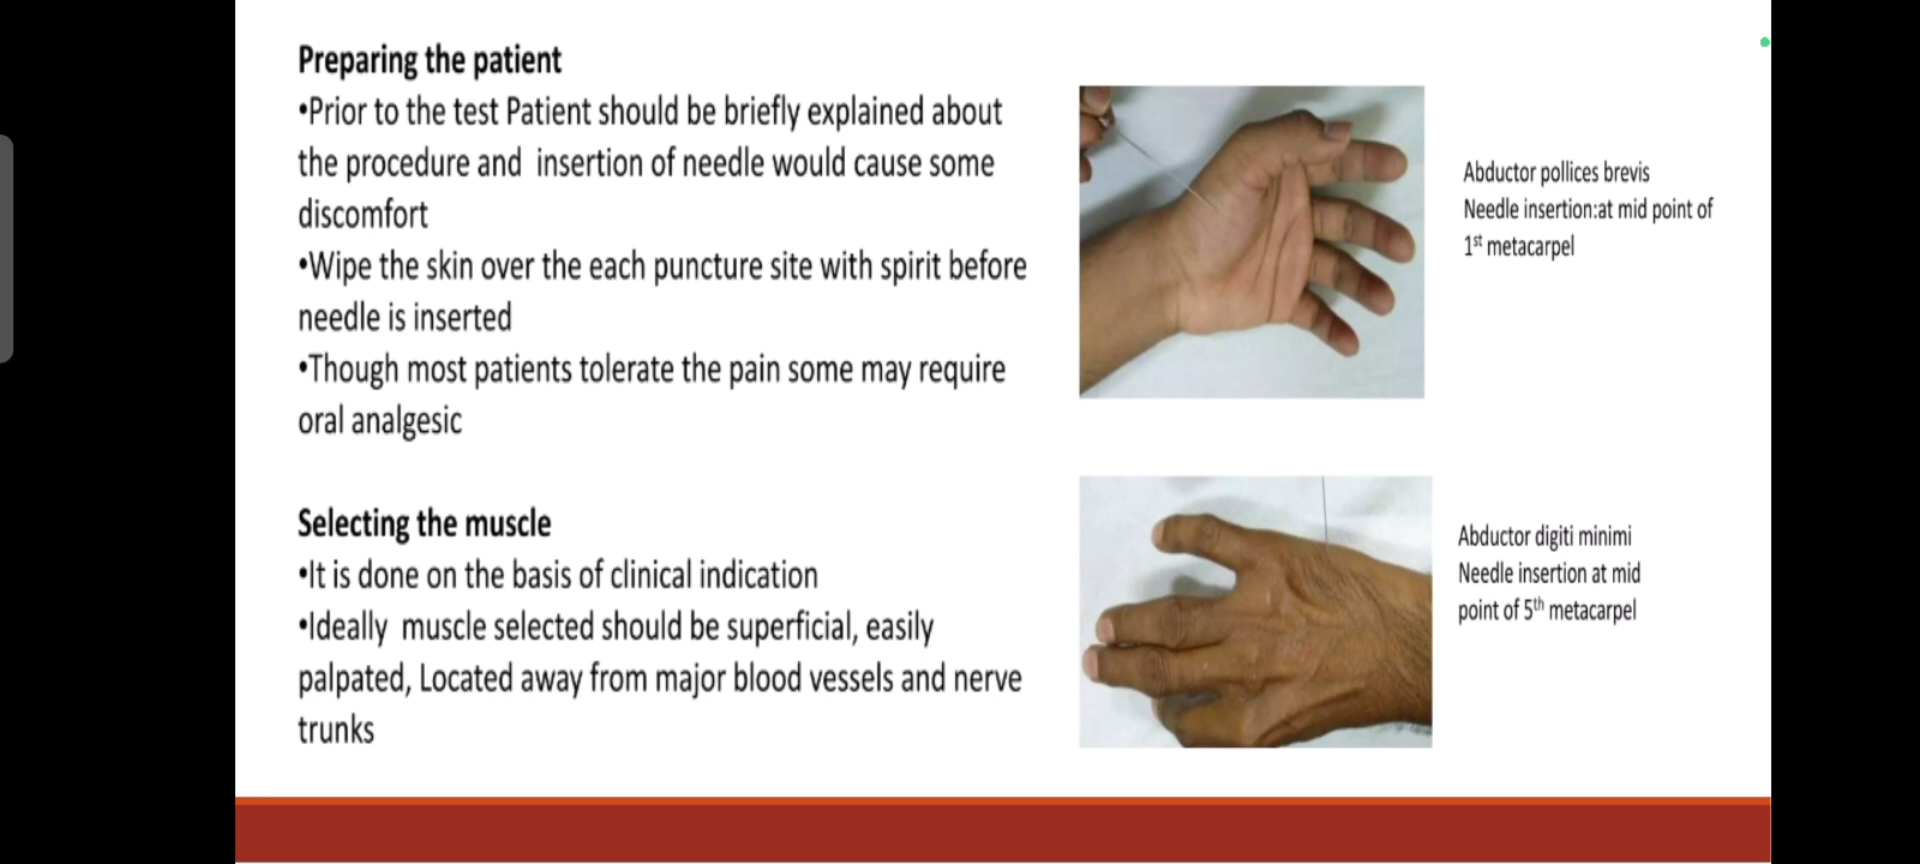 Preparing the patient
•Prior to the test Patient should be briefly explained about
the procedure and  insertion of needle would cause some
discomfort
•Wipe the skin over the each puncture site with spirit before
needle is inserted
•Though most patients tolerate the pain some may require
oral analgesic
Selecting the muscle
•It is done on the basis of clinical indication
•Ideally  muscle selected should be superficial, easily
palpated, Located away from major blood vessels and nerve
trunks
Abductor pollices brevis
Needle insertion:at mid point of
1st metacarpel
Abductor digiti minimi
Needle insertion at mid
point of 5th metacarpel